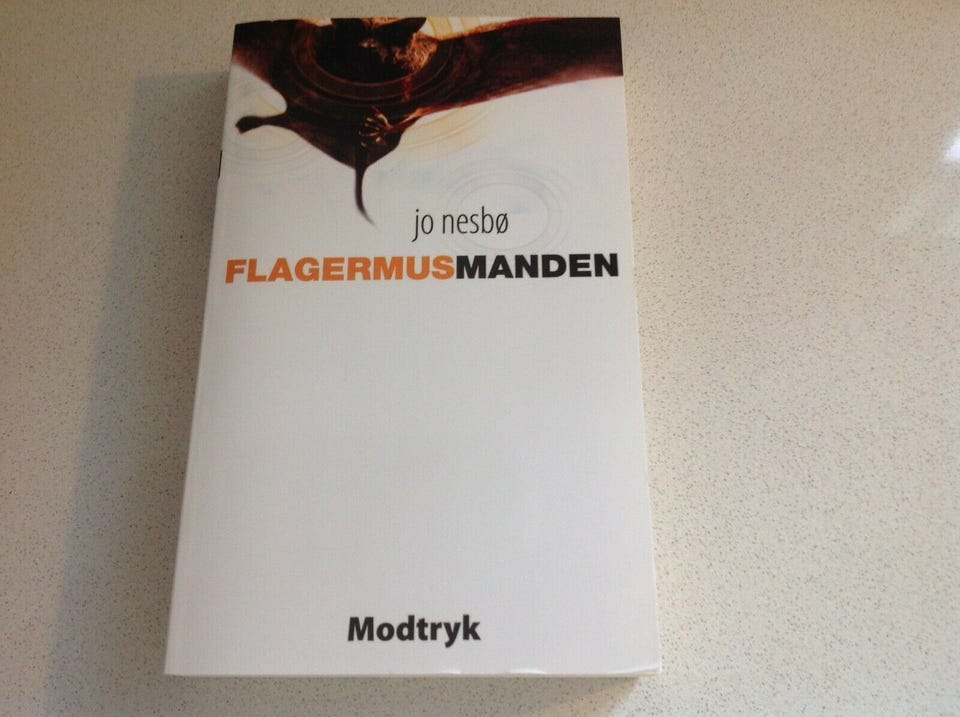 jo nesbø
FLAGERMUSMANDEN
Modtryk